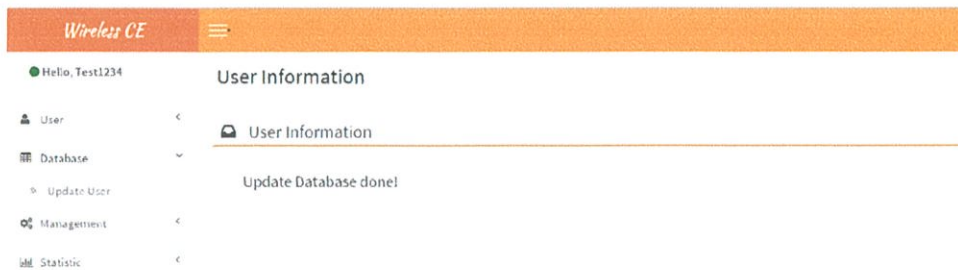 Wireless CE
Hello, Test1234
User Information
User
User Information
Database
Update Database done!
Update User
Management
Statistic